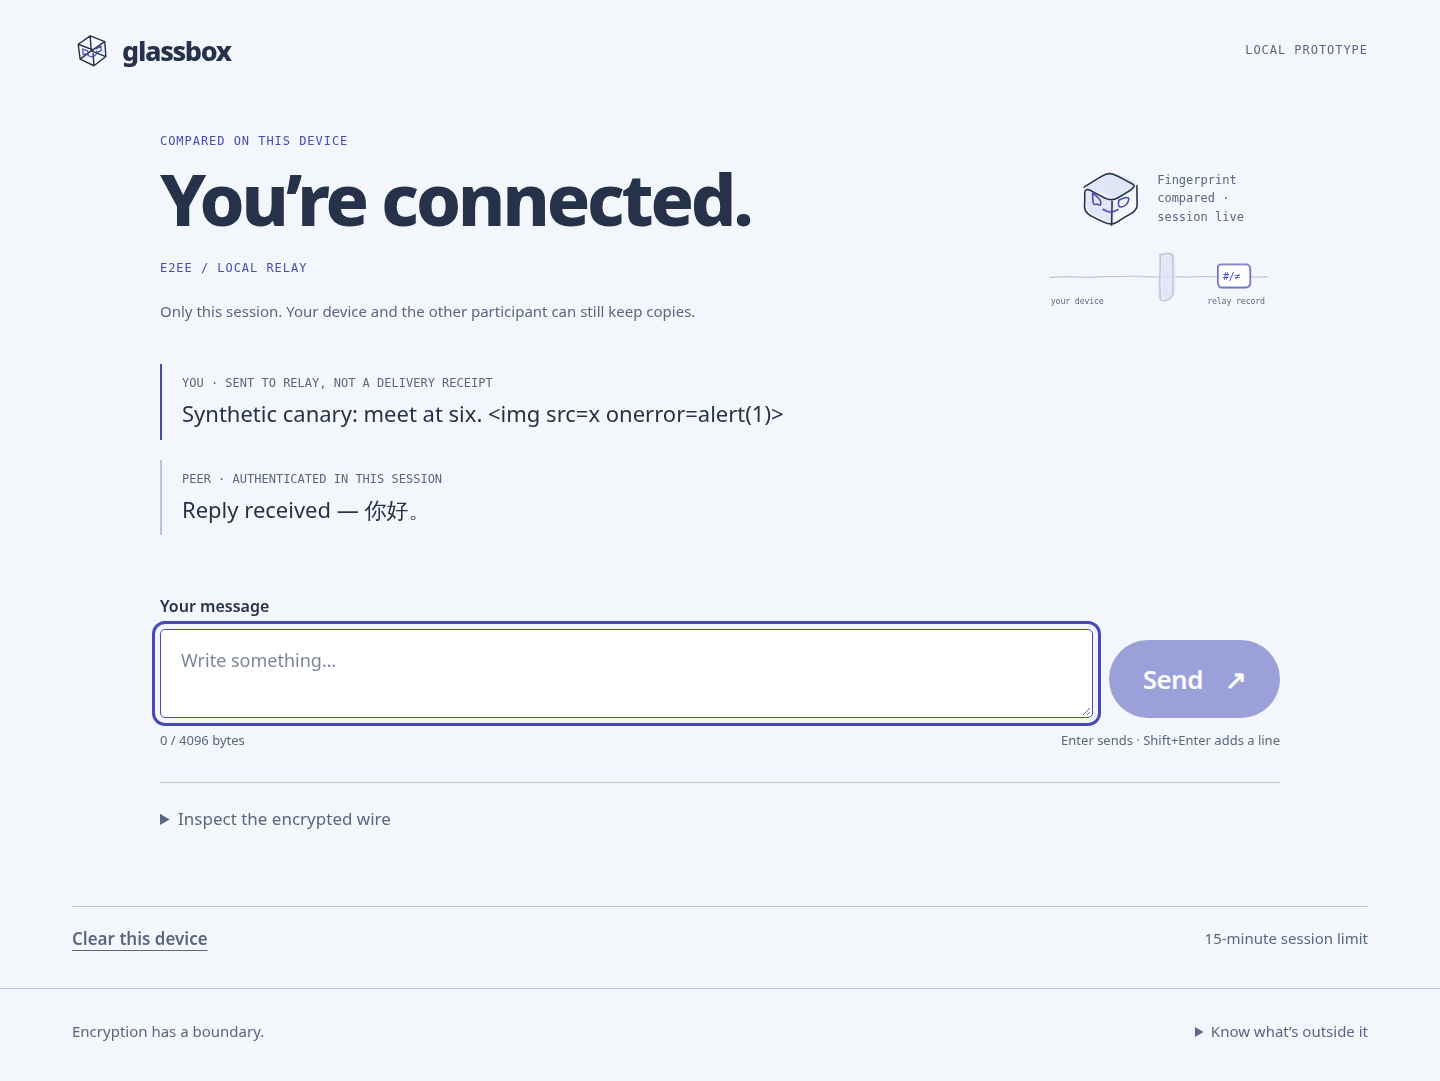 glassbox
LOCAL PROTOTYPE
COMPARED ON THIS DEVICE
You’re connected.
E2EE / LOCAL RELAY
Only this session. Your device and the other participant can still keep copies.
Fingerprint
compared ·
session live
#/≠
your device
relay record
YOU · SENT TO RELAY, NOT A DELIVERY RECEIPT
Synthetic canary: meet at six. <img src=x onerror=alert(1)>
PEER · AUTHENTICATED IN THIS SESSION
Reply received — 你好。
Your message
Write something…
Send ↗
0 / 4096 bytes
Enter sends · Shift+Enter adds a line
Inspect the encrypted wire
Clear this device
15-minute session limit
Encryption has a boundary.
Know what’s outside it